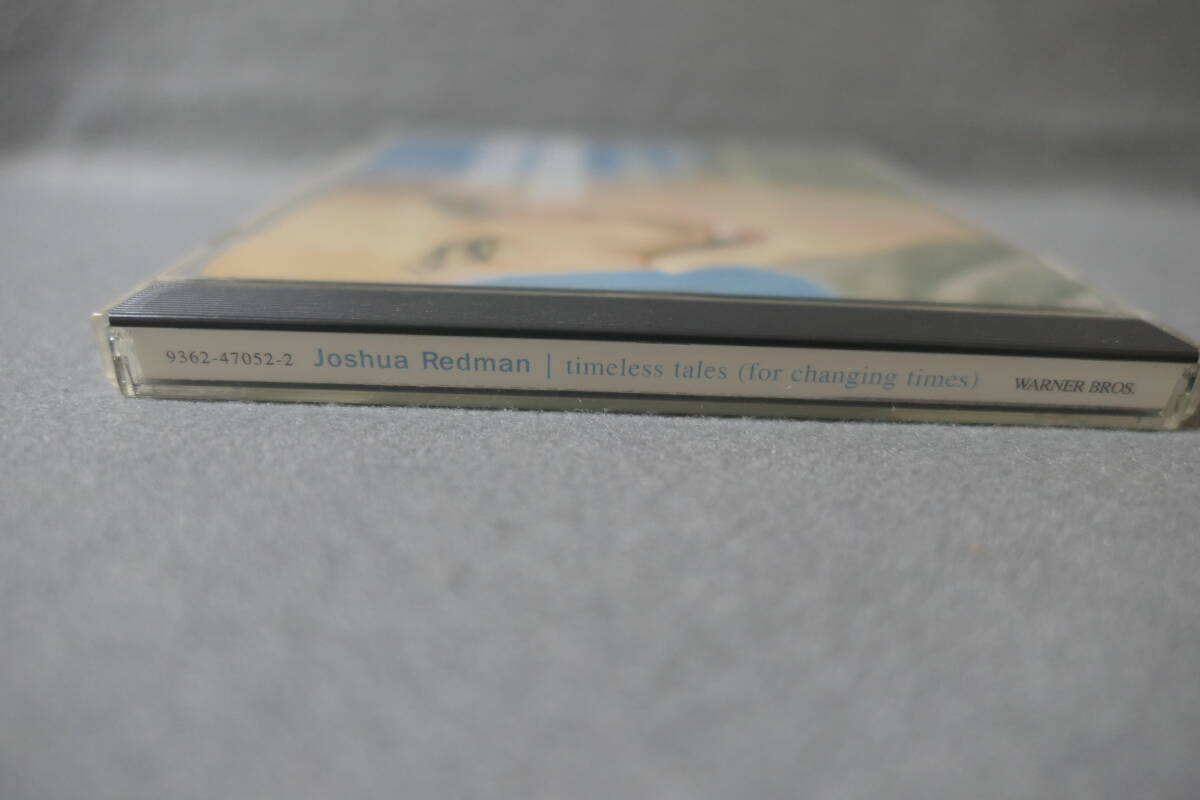 9362-47052-2 Joshua Redman | timeless tales (for changing times) WARNER BROS.